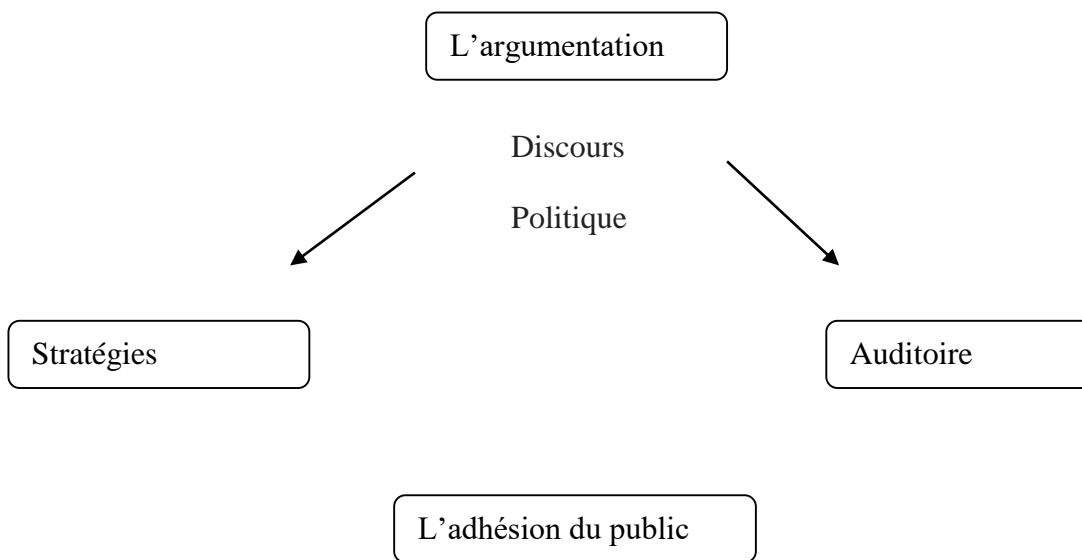 L’argumentation
Discours
Politique
Stratégies
Auditoire
L’adhésion du public